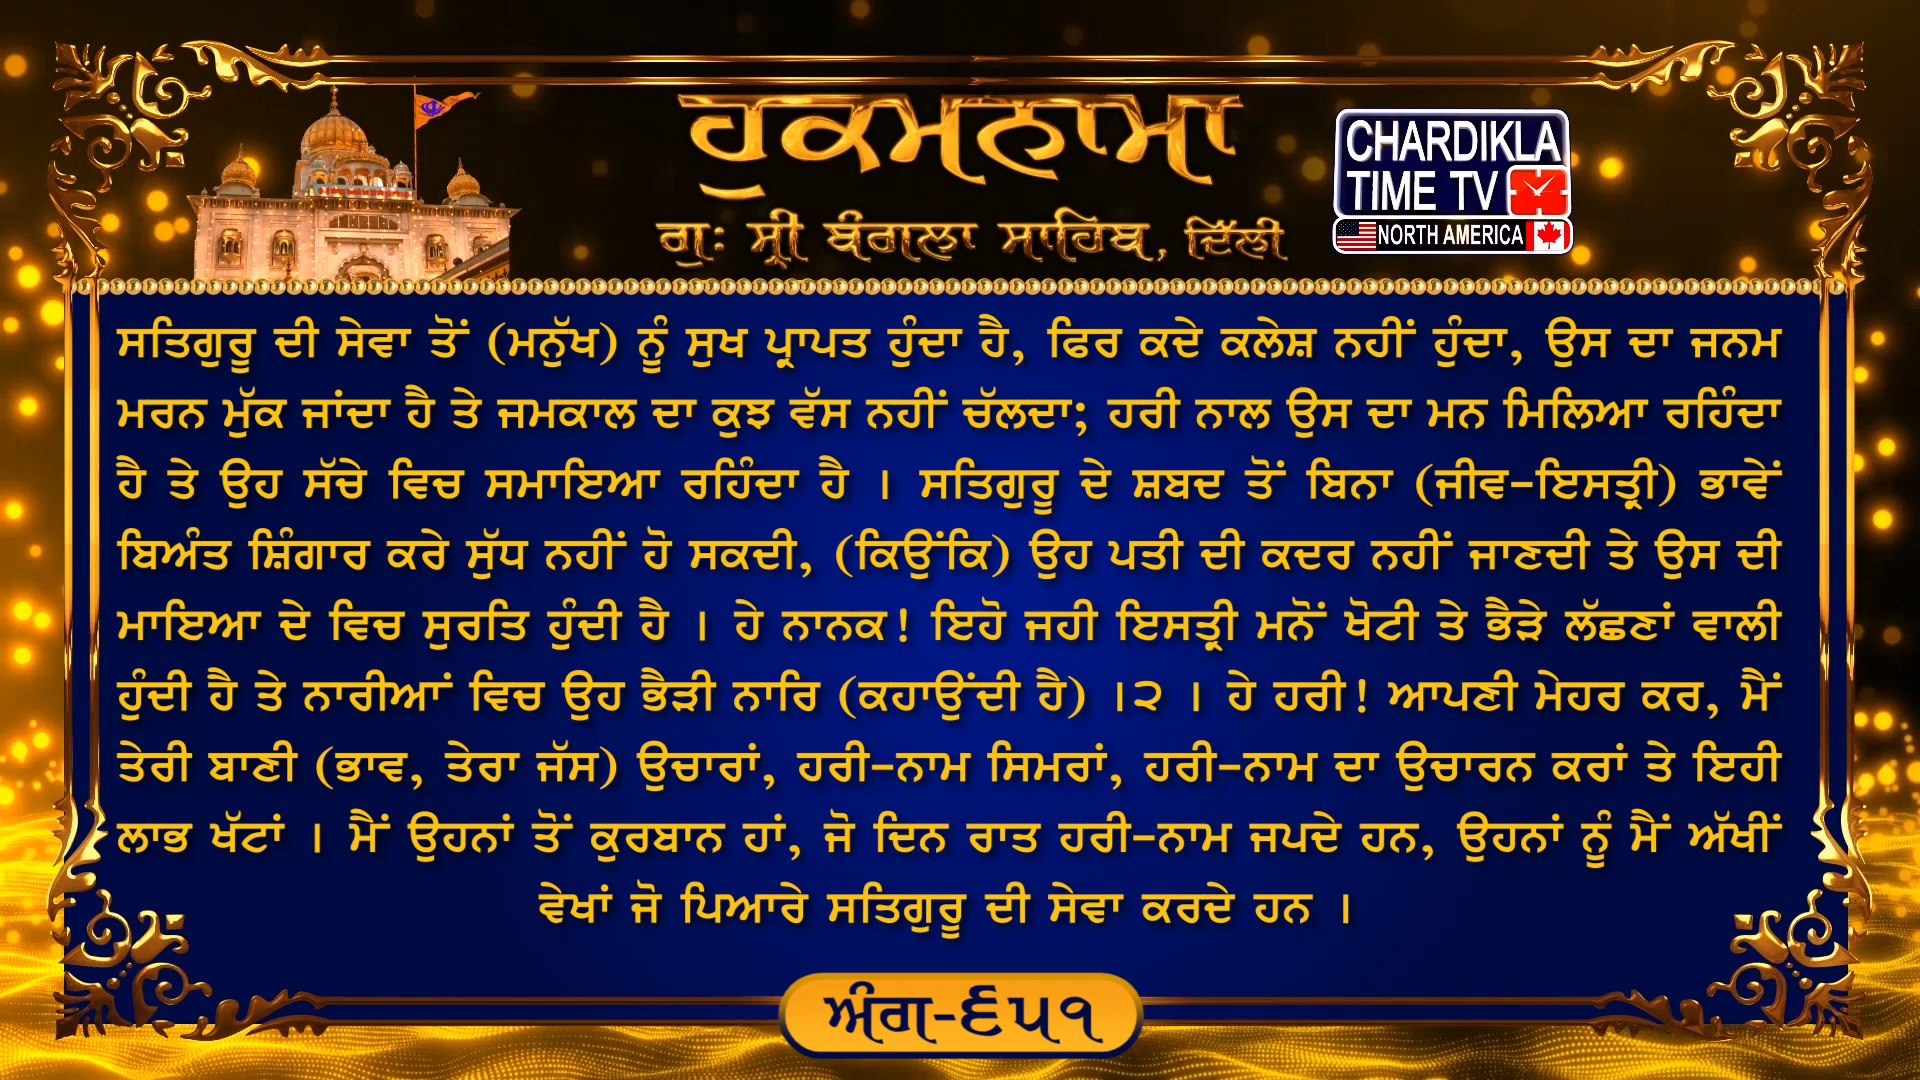 ਹੁਕਮਨਾਮਾ
ਗੁਃ ਸ੍ਰੀ ਬੰਗਲਾ ਸਾਹਿਬ, ਦਿੱਲੀ
CHARDIKLA
TIME TV
NORTH AMERICA
ਸਤਿਗੁਰੂ ਦੀ ਸੇਵਾ ਤੋਂ (ਮਨੁੱਖ) ਨੂੰ ਸੁਖ ਪ੍ਰਾਪਤ ਹੁੰਦਾ ਹੈ, ਫਿਰ ਕਦੇ ਕਲੇਸ਼ ਨਹੀਂ ਹੁੰਦਾ, ਉਸ ਦਾ ਜਨਮ
ਮਰਨ ਮੁੱਕ ਜਾਂਦਾ ਹੈ ਤੇ ਜਮਕਾਲ ਦਾ ਕੁਝ ਵੱਸ ਨਹੀਂ ਚੱਲਦਾ; ਹਰੀ ਨਾਲ ਉਸ ਦਾ ਮਨ ਮਿਲਿਆ ਰਹਿੰਦਾ
ਹੈ ਤੇ ਉਹ ਸੱਚੇ ਵਿਚ ਸਮਾਇਆ ਰਹਿੰਦਾ ਹੈ । ਸਤਿਗੁਰੂ ਦੇ ਸ਼ਬਦ ਤੋਂ ਬਿਨਾ (ਜੀਵ-ਇਸਤ੍ਰੀ) ਭਾਵੇਂ
ਬਿਅੰਤ ਸ਼ਿੰਗਾਰ ਕਰੇ ਸੁੱਧ ਨਹੀਂ ਹੋ ਸਕਦੀ, (ਕਿਉਂਕਿ) ਉਹ ਪਤੀ ਦੀ ਕਦਰ ਨਹੀਂ ਜਾਣਦੀ ਤੇ ਉਸ ਦੀ
ਮਾਇਆ ਦੇ ਵਿਚ ਸੁਰਤਿ ਹੁੰਦੀ ਹੈ । ਹੇ ਨਾਨਕ! ਇਹੋ ਜਹੀ ਇਸਤ੍ਰੀ ਮਨੋਂ ਖੋਟੀ ਤੇ ਭੈੜੇ ਲੱਛਣਾਂ ਵਾਲੀ
ਹੁੰਦੀ ਹੈ ਤੇ ਨਾਰੀਆਂ ਵਿਚ ਉਹ ਭੈੜੀ ਨਾਰਿ (ਕਹਾਉਂਦੀ ਹੈ) ।੨ । ਹੇ ਹਰੀ! ਆਪਣੀ ਮੇਹਰ ਕਰ, ਮੈਂ
ਤੇਰੀ ਬਾਣੀ (ਭਾਵ, ਤੇਰਾ ਜੱਸ) ਉਚਾਰਾਂ, ਹਰੀ-ਨਾਮ ਸਿਮਰਾਂ, ਹਰੀ-ਨਾਮ ਦਾ ਉਚਾਰਨ ਕਰਾਂ ਤੇ ਇਹੀ
ਲਾਭ ਖੱਟਾਂ । ਮੈਂ ਉਹਨਾਂ ਤੋਂ ਕੁਰਬਾਨ ਹਾਂ, ਜੋ ਦਿਨ ਰਾਤ ਹਰੀ-ਨਾਮ ਜਪਦੇ ਹਨ, ਉਹਨਾਂ ਨੂੰ ਮੈਂ ਅੱਖੀਂ
ਵੇਖਾਂ ਜੋ ਪਿਆਰੇ ਸਤਿਗੁਰੂ ਦੀ ਸੇਵਾ ਕਰਦੇ ਹਨ ।
ਅੰਗ-੬੫੧